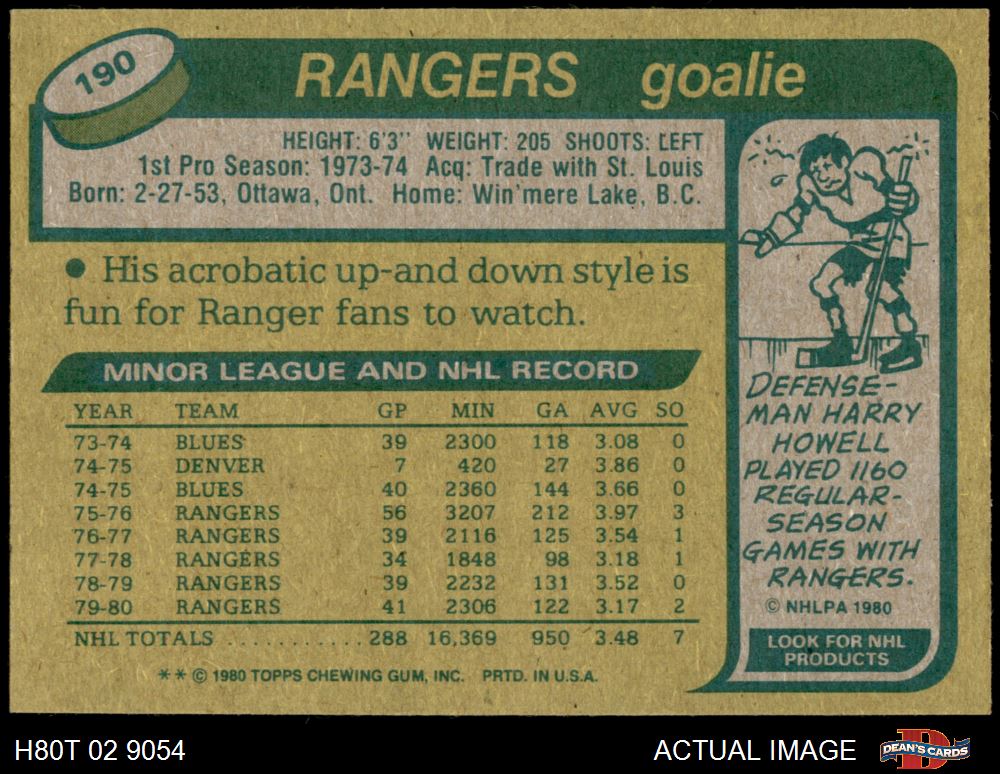 190
RANGERS goalie
HEIGHT: 6'3" WEIGHT: 205 SHOOTS: LEFT
1st Pro Season: 1973-74 Acq: Trade with St. Louis
Born: 2-27-53, Ottawa, Ont. Home: Win'mere Lake, B.C.
● His acrobatic up-and down style is
fun for Ranger fans to watch.
MINOR LEAGUE AND NHL RECORD
YEAR TEAM GP MIN GA AVG SO
73-74 BLUES 39 2300 118 3.08 0
74-75 DENVER 7 420 27 3.86 0
74-75 BLUES 40 2360 144 3.66 0
75-76 RANGERS 56 3207 212 3.97 3
76-77 RANGERS 39 2116 125 3.54 1
77-78 RANGERS 34 1848 98 3.18 1
78-79 RANGERS 39 2232 131 3.52 0
79-80 RANGERS 41 2306 122 3.17 2
NHL TOTALS ............ 288 16,369 950 3.48 7
** © 1980 TOPPS CHEWING GUM, INC. PRTD. IN U.S.A.
DEFENSE-
MAN HARRY
HOWELL
PLAYED 1160
REGULAR-
SEASON
GAMES WITH
RANGERS.
© NHLPA 1980
LOOK FOR NHL
PRODUCTS
H80T 02 9054
ACTUAL IMAGE
D
DEAN'S CARDS